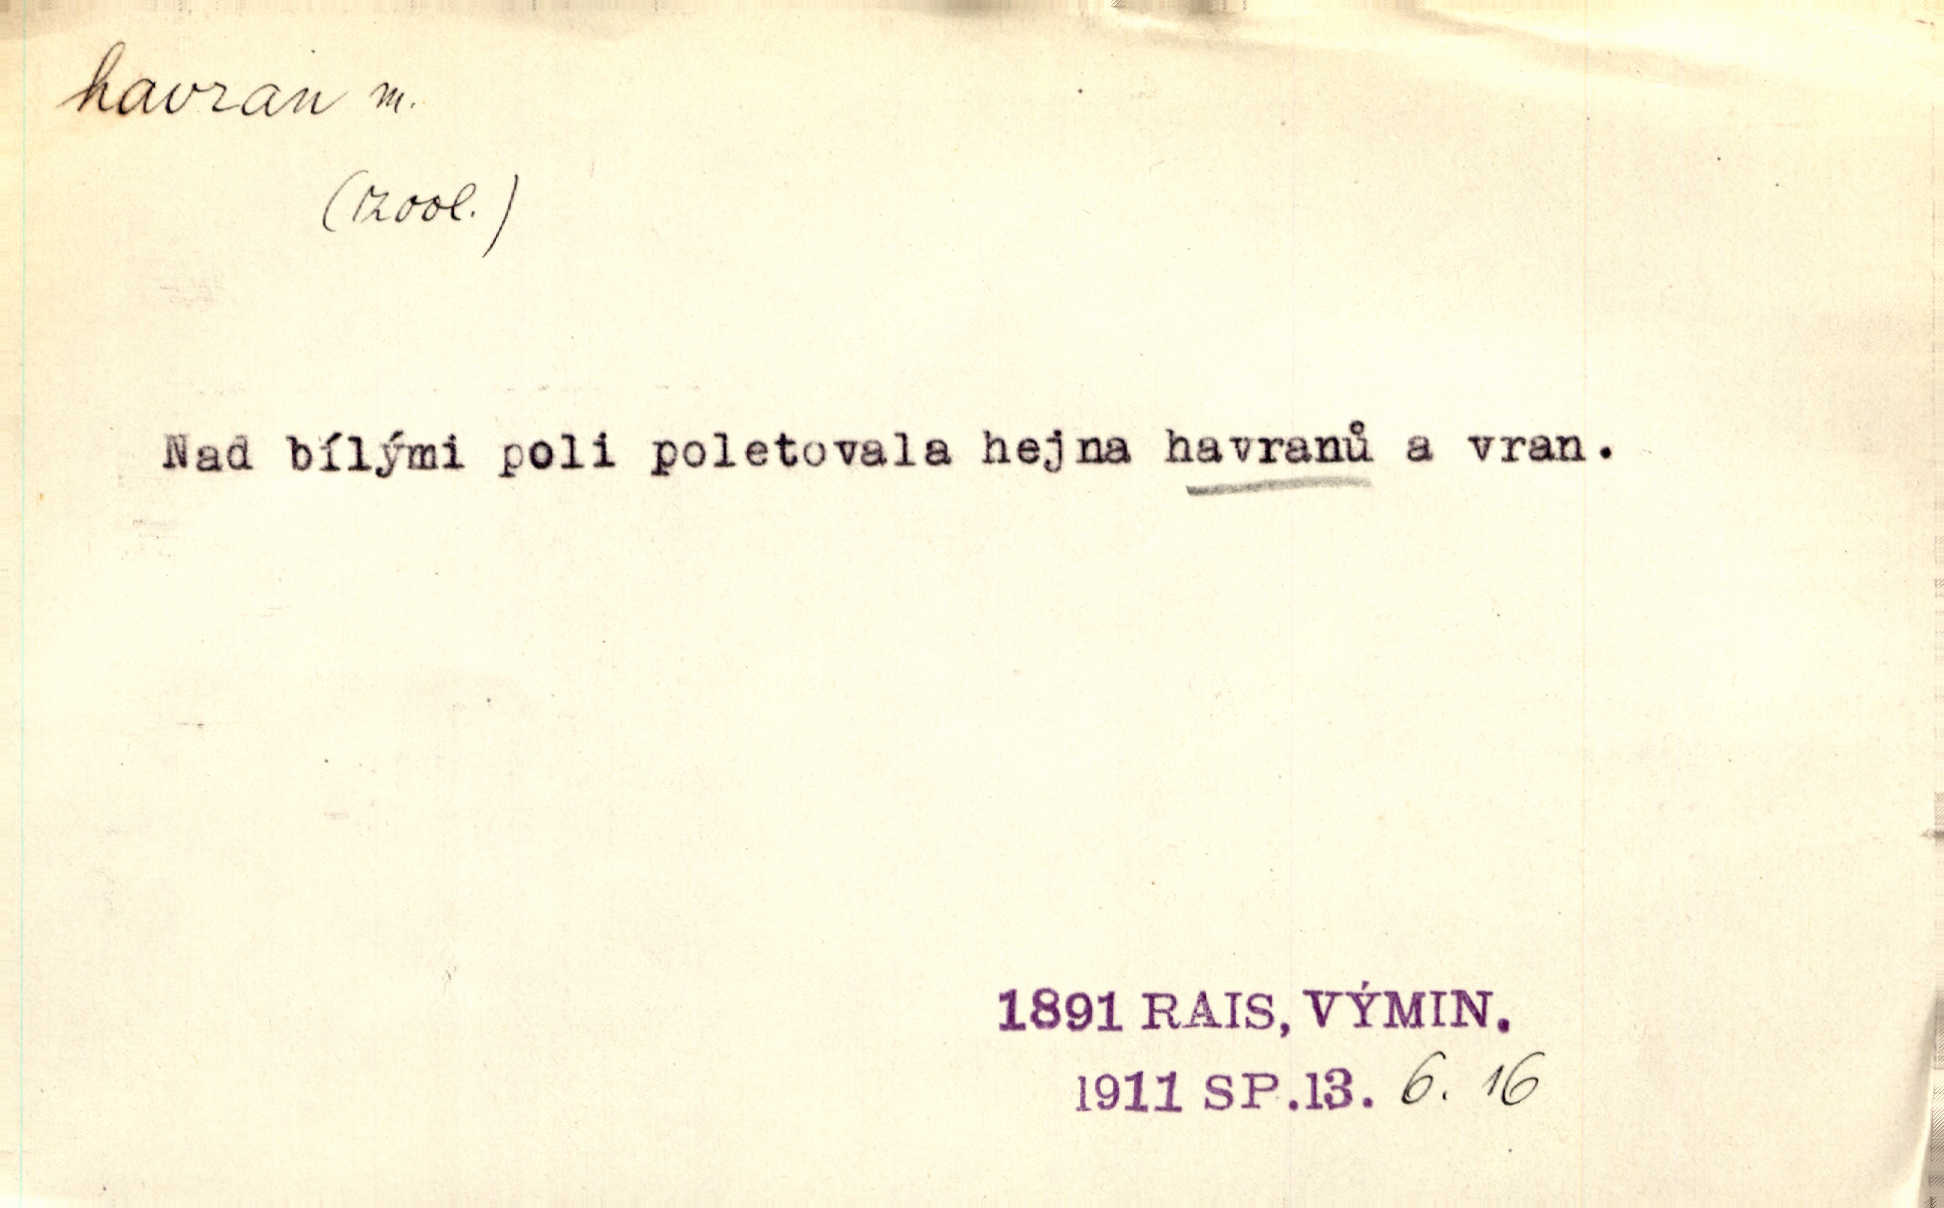 havran m.
(zool.)
Nad bílými poli poletovala hejna havranů a vran.
1891 RAIS, VÝMIN.
1911 SP.13. 6. 16